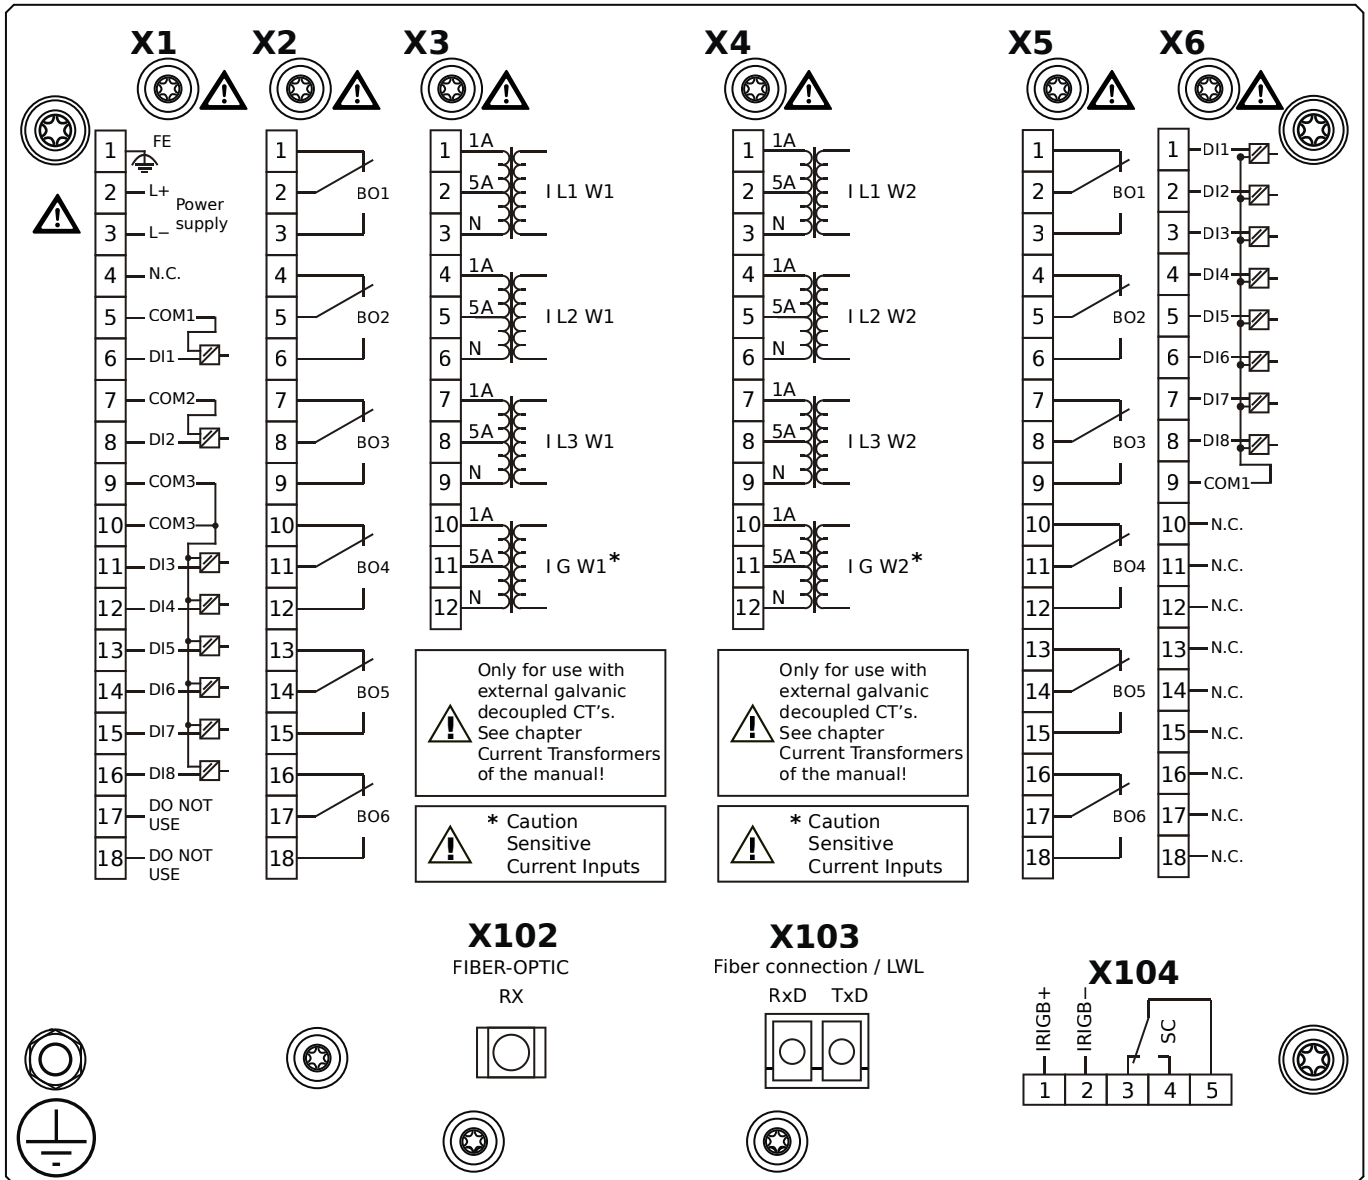 X1 X2 X3 X4 X5 X6
1 FE
2 L+
Power
supply
3 L−
4 N.C.
5 COM1
6 DI1
7 COM2
8 DI2
9 COM3
10 COM3
11 DI3
12 DI4
13 DI5
14 DI6
15 DI7
16 DI8
17 DO NOT
USE
18 DO NOT
USE
1
2 BO1
3
4
5 BO2
6
7
8 BO3
9
10
11 BO4
12
13
14 BO5
15
16
17 BO6
18
1 1A
2 5A I L1 W1
3 N
4 1A
5 5A I L2 W1
6 N
7 1A
8 5A I L3 W1
9 N
10 1A
11 5A I G W1*
12 N
Only for use with
external galvanic
decoupled CT's.
See chapter
Current Transformers
of the manual!
* Caution
Sensitive
Current Inputs
1 1A
2 5A I L1 W2
3 N
4 1A
5 5A I L2 W2
6 N
7 1A
8 5A I L3 W2
9 N
10 1A
11 5A I G W2*
12 N
Only for use with
external galvanic
decoupled CT's.
See chapter
Current Transformers
of the manual!
* Caution
Sensitive
Current Inputs
1
2 BO1
3
4
5 BO2
6
7
8 BO3
9
10
11 BO4
12
13
14 BO5
15
16
17 BO6
18
1 DI1
2 DI2
3 DI3
4 DI4
5 DI5
6 DI6
7 DI7
8 DI8
9 COM1
10 N.C.
11 N.C.
12 N.C.
13 N.C.
14 N.C.
15 N.C.
16 N.C.
17 N.C.
18 N.C.
X102
FIBER-OPTIC
RX
X103
Fiber connection / LWL
RxD TxD
X104
IRIGB+
IRIGB−
SC
1 2 3 4 5